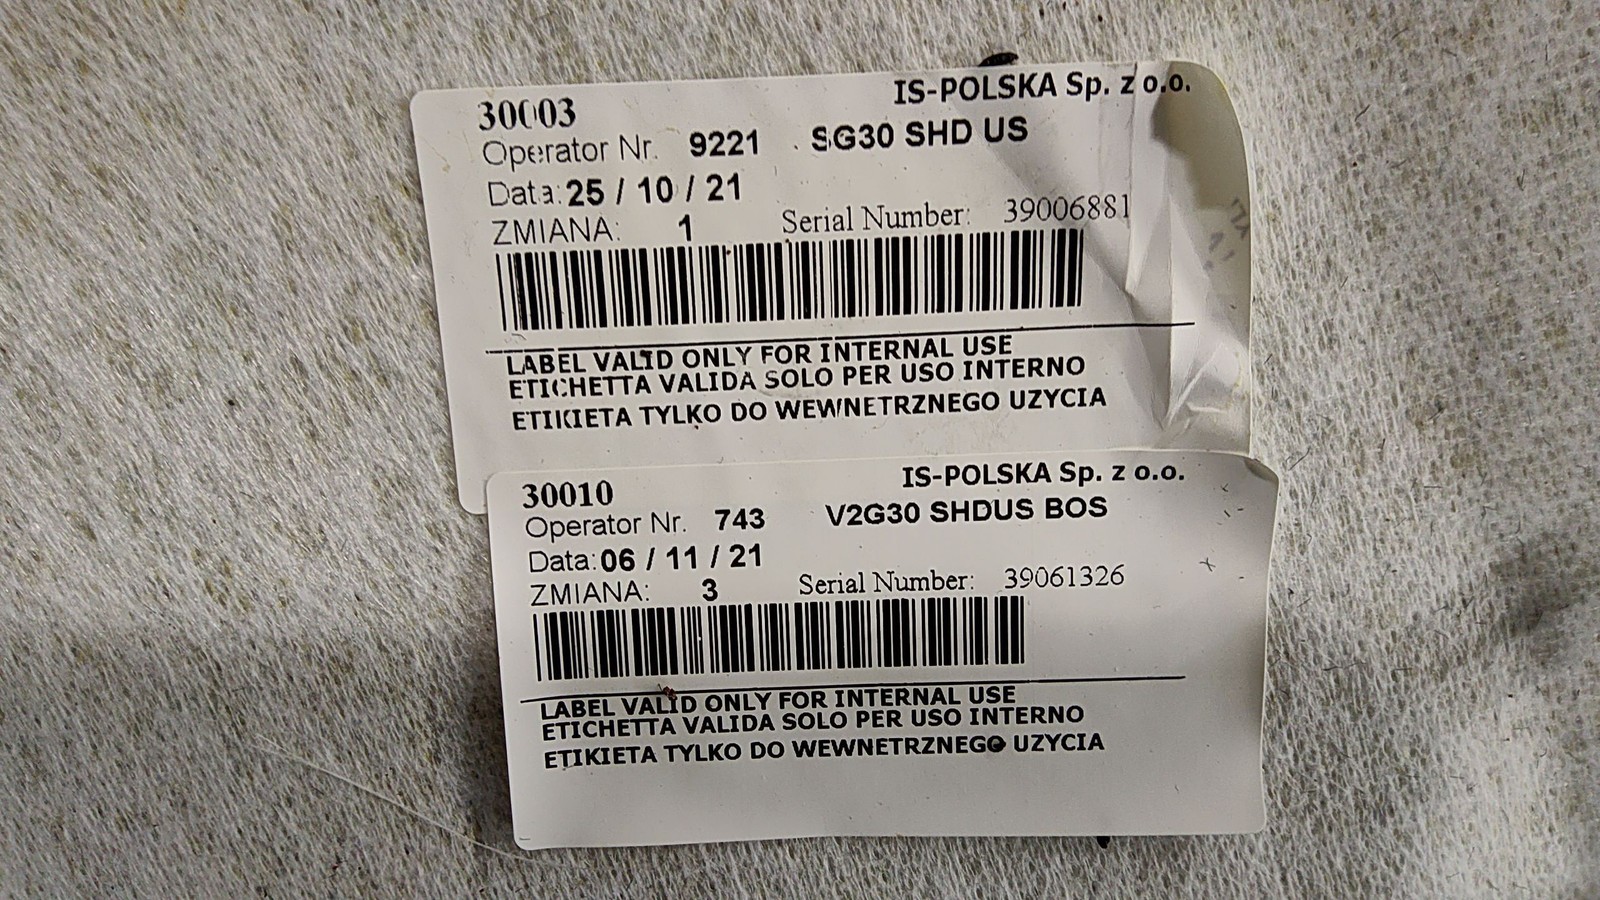 IS-POLSKA Sp. z o.o.
30003
Operator Nr. 9221 SG30 SHD US
Data: 25 / 10 / 21
ZMIANA: 1 Serial Number: 39006881
LABEL VALID ONLY FOR INTERNAL USE
ETICHETTA VALIDA SOLO PER USO INTERNO
ETIKIETA TYLKO DO WEWNETRZNEGO UZYCIA
IS-POLSKA Sp. z o.o.
30010
Operator Nr. 743 V2G30 SHDUS BOS
Data: 06 / 11 / 21
ZMIANA: 3 Serial Number: 39061326
LABEL VALID ONLY FOR INTERNAL USE
ETICHETTA VALIDA SOLO PER USO INTERNO
ETIKIETA TYLKO DO WEWNETRZNEGO UZYCIA